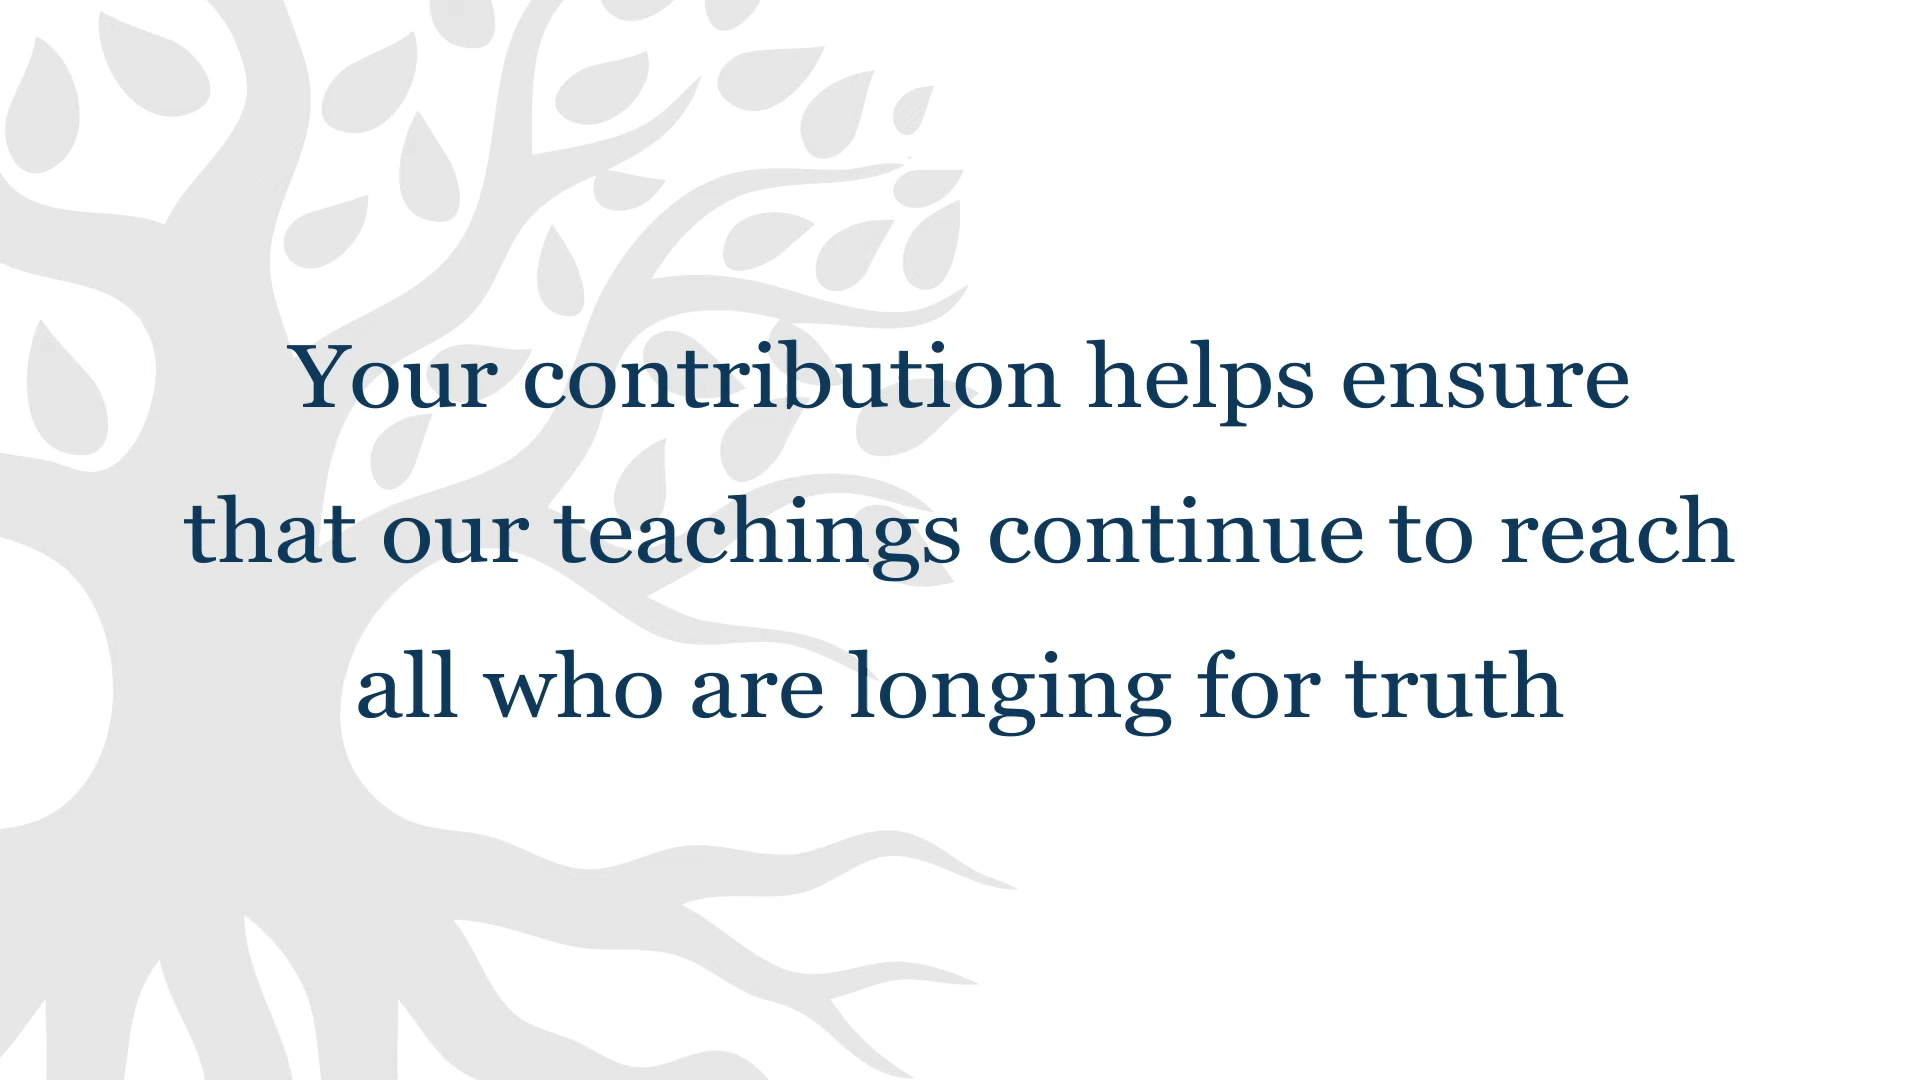 Your contribution helps ensure
that our teachings continue to reach
all who are longing for truth